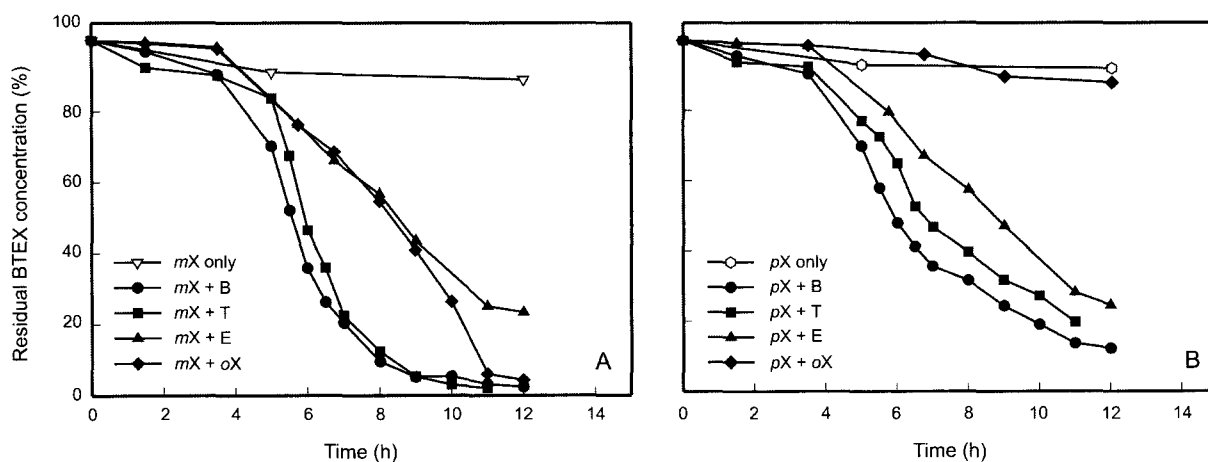 Residual BTEX concentration (%)
100
80
60
40
20
0
mX only
mX + B
mX + T
mX + E
mX + oX
A
0 2 4 6 8 10 12 14
Time (h)
pX only
pX + B
pX + T
pX + E
pX + oX
B
0 2 4 6 8 10 12 14
Time (h)